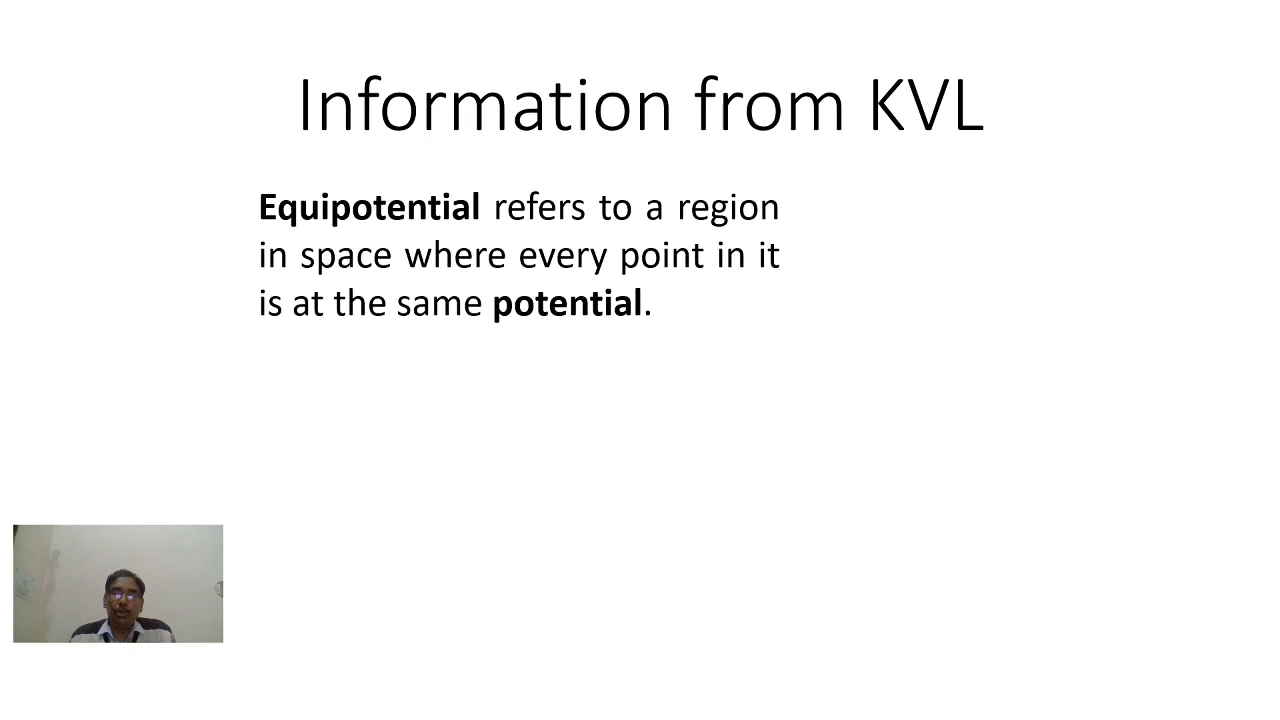 Information from KVL
Equipotential refers to a region
in space where every point in it
is at the same potential.